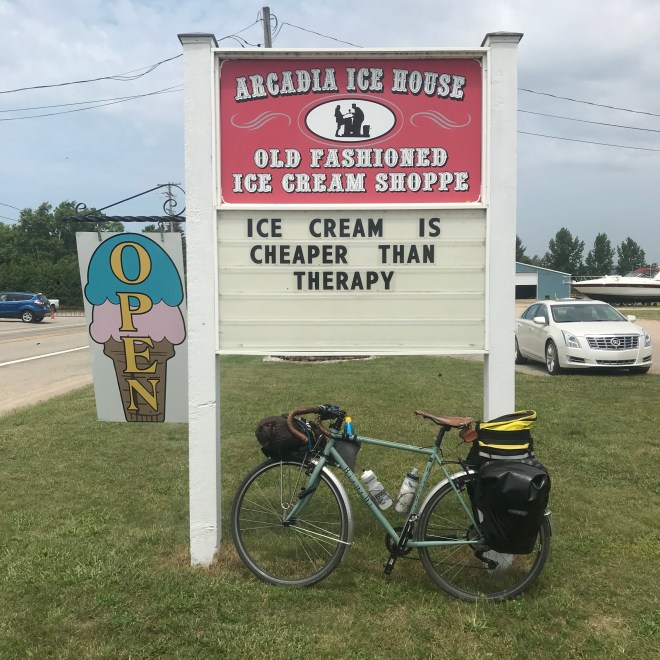 ARCADIA ICE HOUSE
OLD FASHIONED
ICE CREAM SHOPPE
ICE CREAM IS
CHEAPER THAN
THERAPY
OPEN